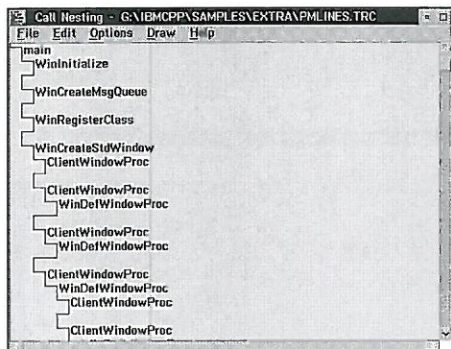 Call Nesting - G:\IBMCPP\SAMPLES\EXTRA\PMLINES.TRC
File Edit Options Draw Help
main
WinInitialize
WinCreateMsgQueue
WinRegisterClass
WinCreateStdWindow
ClientWindowProc
ClientWindowProc
WinDefWindowProc
ClientWindowProc
WinDefWindowProc
ClientWindowProc
WinDefWindowProc
ClientWindowProc
ClientWindowProc